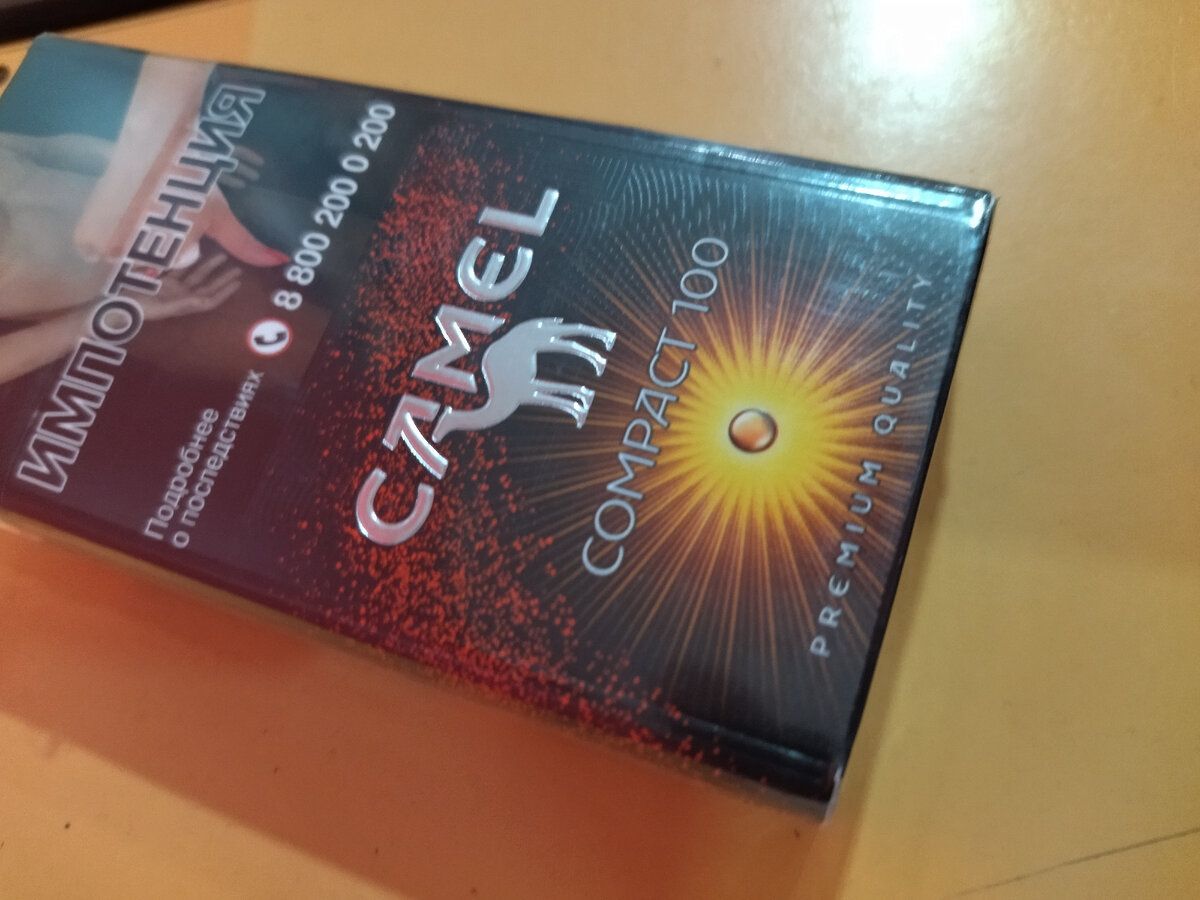 ИМПОТЕНЦИЯ
Подробнее
о последствиях 8 800 200 0 200
CAMEL
COMPACT 100
PREMIUM QUALITY